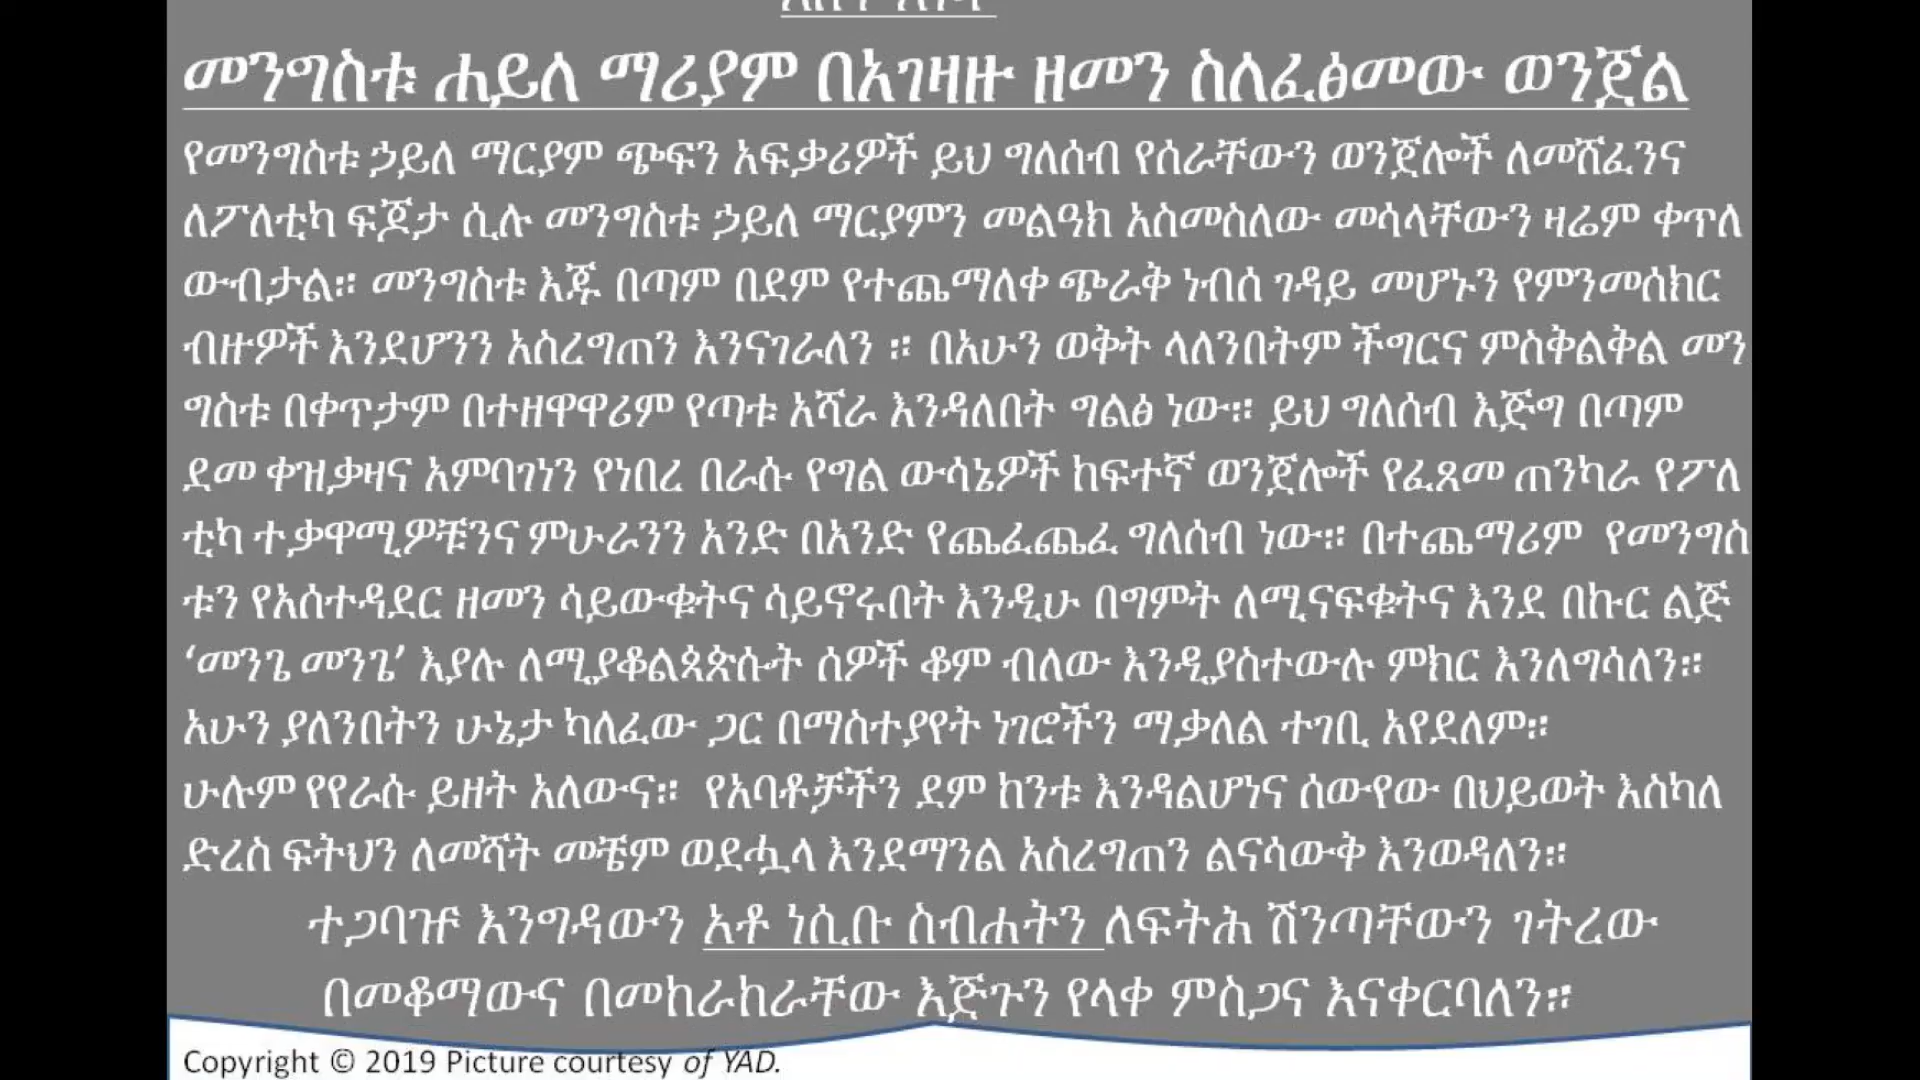 መንግስቱ ሐይለ ማሪያም በአገዛዙ ዘመን ስለፈፅመው ወንጀል
የመንግስቱ ኃይለ ማርያም ጭፍን አፍቃሪዎች ይህ ግለሰብ የሰራቸውን ወንጀሎች ለመሸፈንና
ለፖለቲካ ፍጆታ ሲሉ መንግስቱ ኃይለ ማርያምን መልዓክ አስመስለው መሳላቸውን ዛሬም ቀጥለ
ውብታል። መንግስቱ እጁ በጣም በደም የተጨማለቀ ጭራቅ ነብሰ ገዳይ መሆኑን የምንመሰክር
ብዙዎች እንደሆንን አስረግጠን እንናገራለን ። በአሁን ወቅት ላለንበትም ችግርና ምስቅልቅል መን
ግስቱ በቀጥታም በተዘዋዋሪም የጣቱ አሻራ እንዳለበት ግልፅ ነው። ይህ ግለሰብ እጅግ በጣም
ደመ ቀዝቃዛና አምባገነን የነበረ በራሱ የግል ውሳኔዎች ከፍተኛ ወንጀሎች የፈጸመ ጠንካራ የፖለ
ቲካ ተቃዋሚዎቹንና ምሁራንን አንድ በአንድ የጨፈጨፈ ግለሰብ ነው። በተጨማሪም የመንግስ
ቱን የአሰተዳደር ዘመን ሳይውቁትና ሳይኖሩበት እንዲሁ በግምት ለሚናፍቁትና እንደ በኩር ልጅ
‘መንጌ መንጌ’ እያሉ ለሚያቆልጳጵሱት ሰዎች ቆም ብለው እንዲያስተውሉ ምክር እንለግሳለን።
አሁን ያለንበትን ሁኔታ ካለፈው ጋር በማስተያየት ነገሮችን ማቃለል ተገቢ አየደለም።
ሁሉም የየራሱ ይዘት አለውና። የአባቶቻችን ደም ከንቱ እንዳልሆነና ሰውየው በህይወት እስካለ
ድረስ ፍትህን ለመሻት መቼም ወደሗላ እንደማንል አስረግጠን ልናሳውቅ እንወዳለን።
ተጋባዡ እንግዳውን አቶ ነሲቡ ስብሐትን ለፍትሕ ሽንጣቸውን ገትረው
በመቆማውና በመከራከራቸው እጅጉን የላቀ ምስጋና እናቀርባለን።
Copyright © 2019 Picture courtesy of YAD.